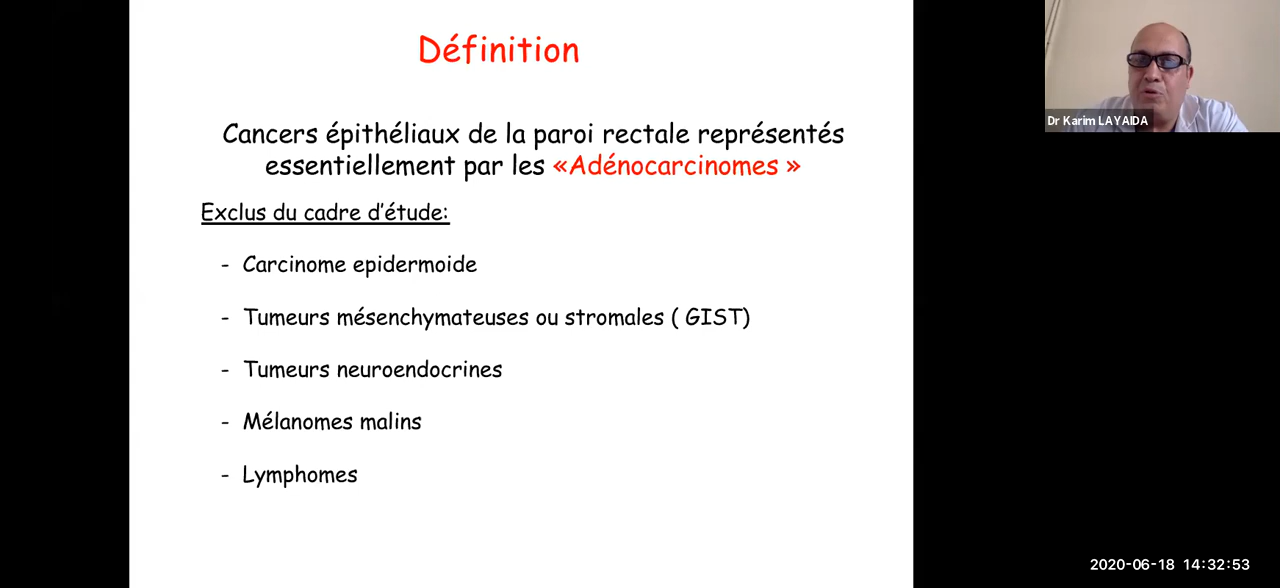 Définition
Cancers épithéliaux de la paroi rectale représentés
essentiellement par les «Adénocarcinomes »
Exclus du cadre d'étude:
- Carcinome epidermoide
- Tumeurs mésenchymateuses ou stromales ( GIST)
- Tumeurs neuroendocrines
- Mélanomes malins
- Lymphomes
Dr Karim LAYAIDA
2020-06-18 14:32:53